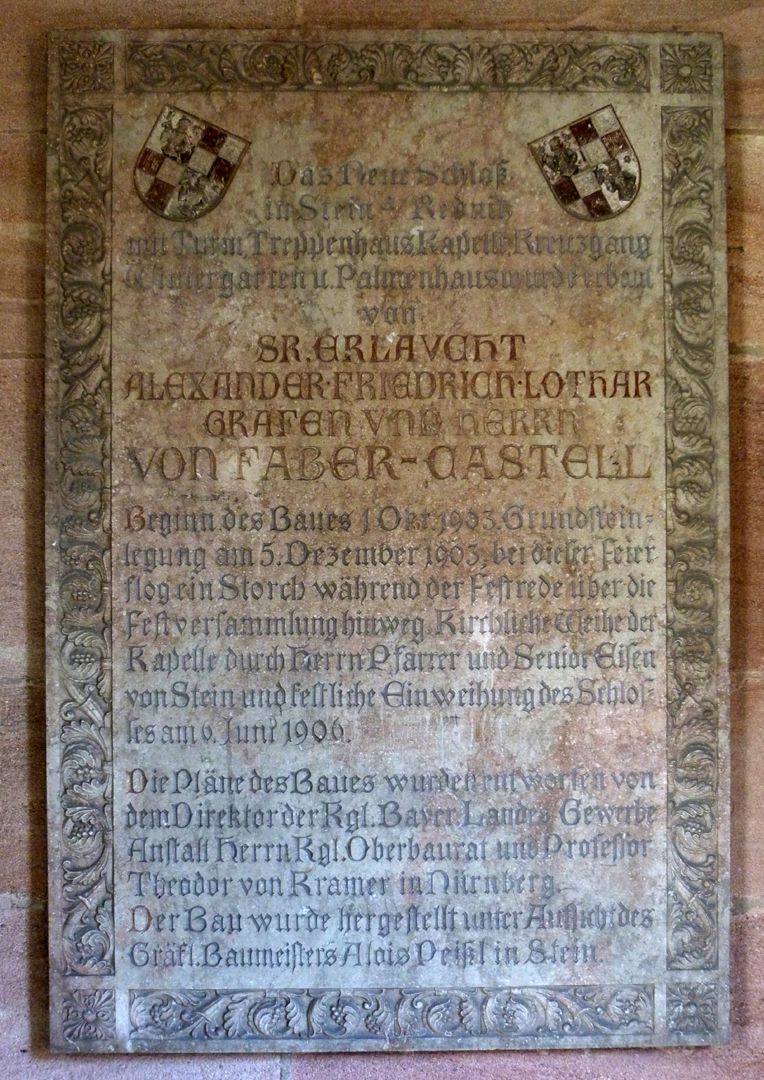 Das Neue Schloß
in Stein a/ Rednitz
mit Turm, Treppenhaus, Kapelle, Kreuzgang
Wintergarten u. Palmenhaus wurde erbaut
von
SR. ERLAVCHT
ALEXANDER·FRIEDRICH·LOTHAR
GRAFEN VND HERRN
VON FABER-CASTELL
Beginn des Baues 1 Okt. 1903. Grundstein-
legung am 5. Dezember 1903, bei dieser Feier
flog ein Storch während der Festrede über die
Festversammlung hinweg. Kirchliche Weihe der
Kapelle durch Herrn Pfarrer und Senior Eisen
von Stein und festliche Einweihung des Schlos-
ses am 6. Juni 1906.
Die Pläne des Baues wurden entworfen von
dem Direktor der Kgl. Bayer. Landes Gewerbe
Anstalt Herrn Kgl. Oberbaurat und Professor
Theodor von Kramer in Nürnberg.
Der Bau wurde hergestellt unter Aufsicht des
Gräfl. Baumeisters Alois Peißl in Stein.